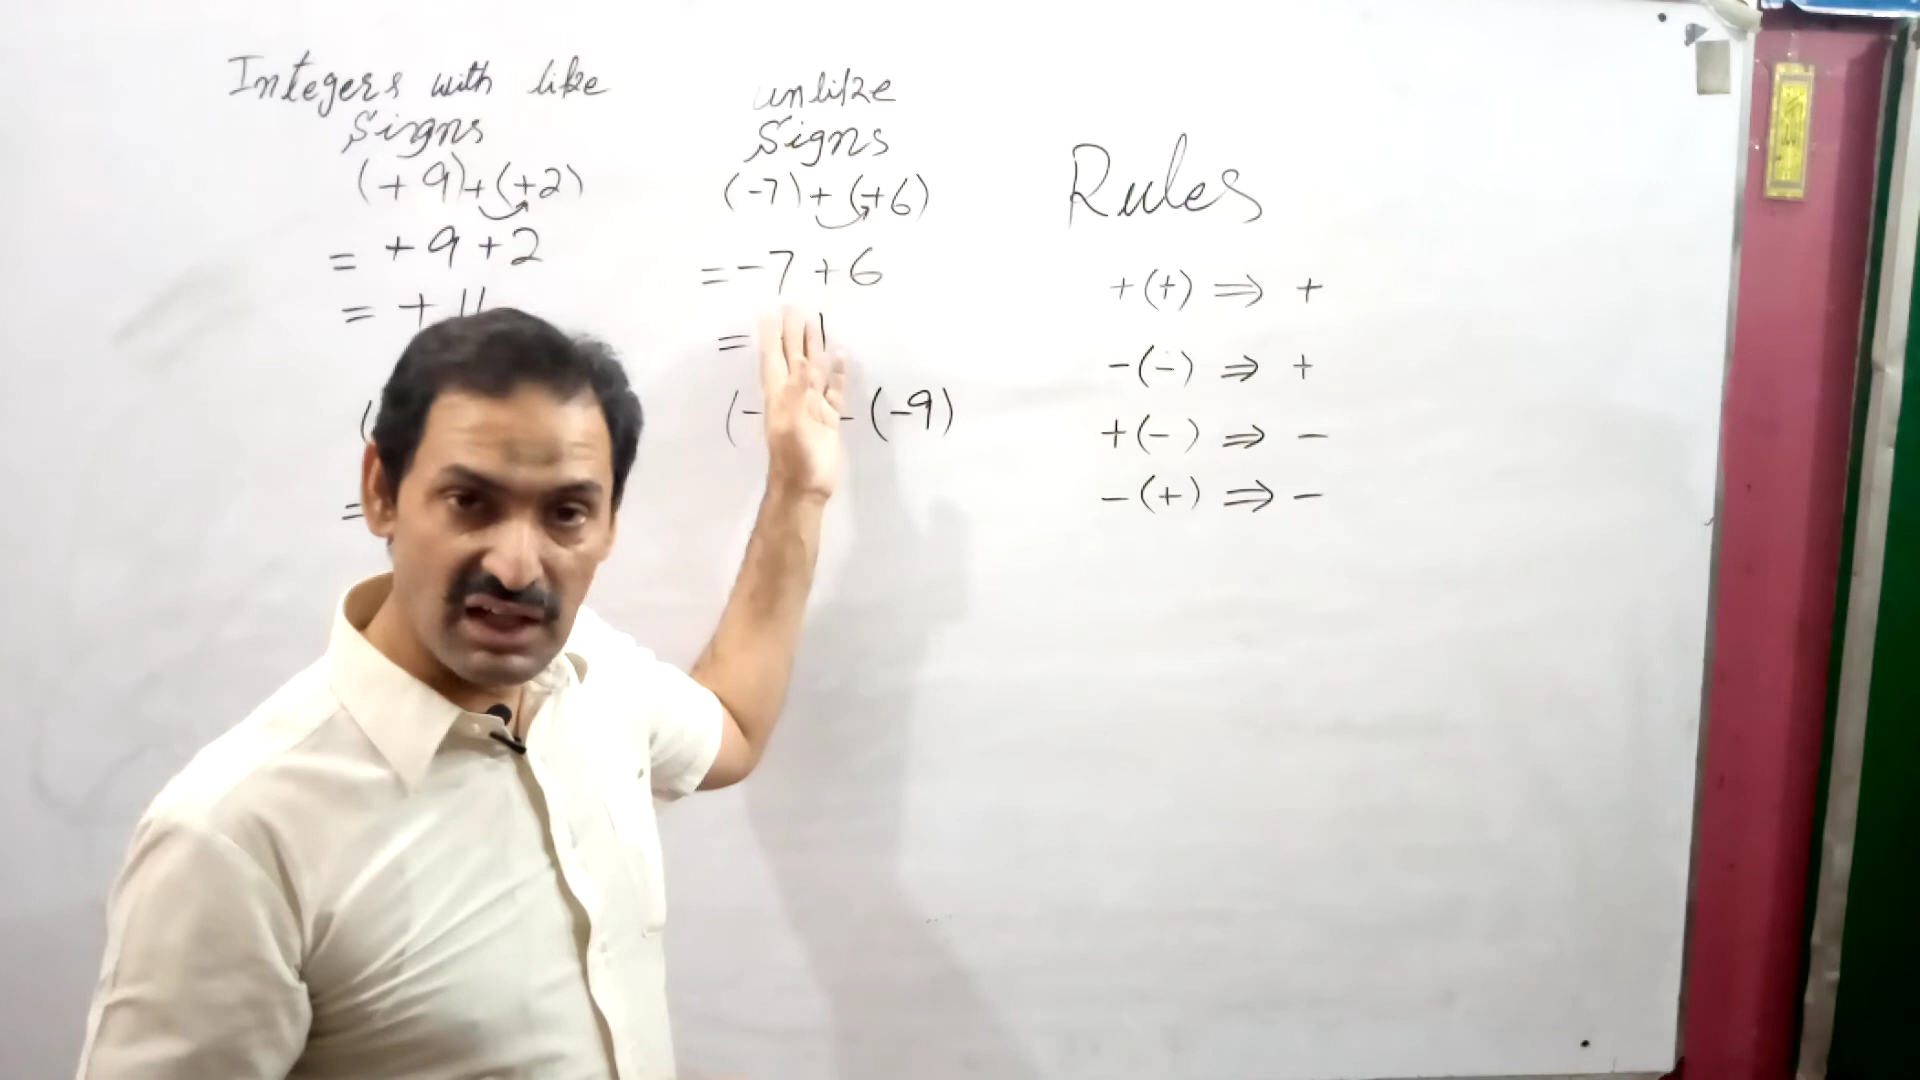 Integers with like
Signs
(+9)+(+2)
= +9+2
= +11
(
=
unlike
Signs
(-7)+(+6)
=-7+6
= 1
(- -(-9)
Rules
+(+) ⇒ +
-(-) ⇒ +
+(-) ⇒ -
-(+) ⇒ -